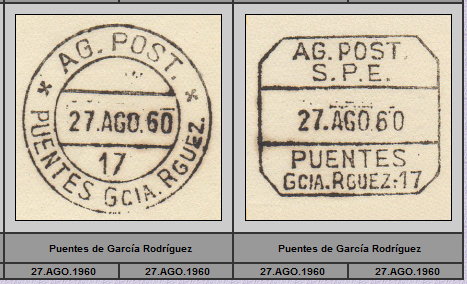 AG. POST.
27.AGO.60
17
PUENTES GCIA. RGUEZ.
AG. POST.
S.P.E.
27.AGO.60
PUENTES
GCIA. RGUEZ.-17
Puentes de García Rodríguez
Puentes de García Rodríguez
27.AGO.1960
27.AGO.1960
27.AGO.1960
27.AGO.1960